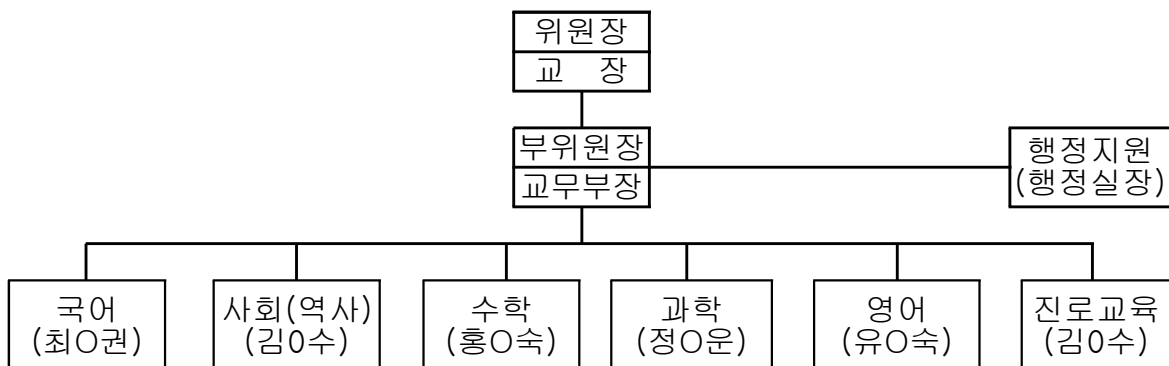 위원장
교 장
부위원장
교무부장
행정지원
(행정실장)
국어
(최O권)
사회(역사)
(김0수)
수학
(홍O숙)
과학
(정O운)
영어
(유O숙)
진로교육
(김0수)